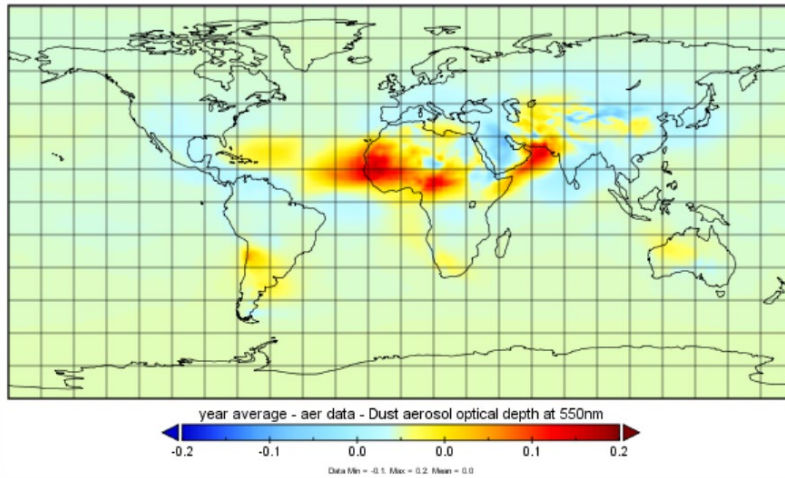 year average - aer data - Dust aerosol optical depth at 550nm
-0.2 -0.1 0.0 0.0 0.1 0.2
Data Min = -0.1, Max = 0.2, Mean = 0.0